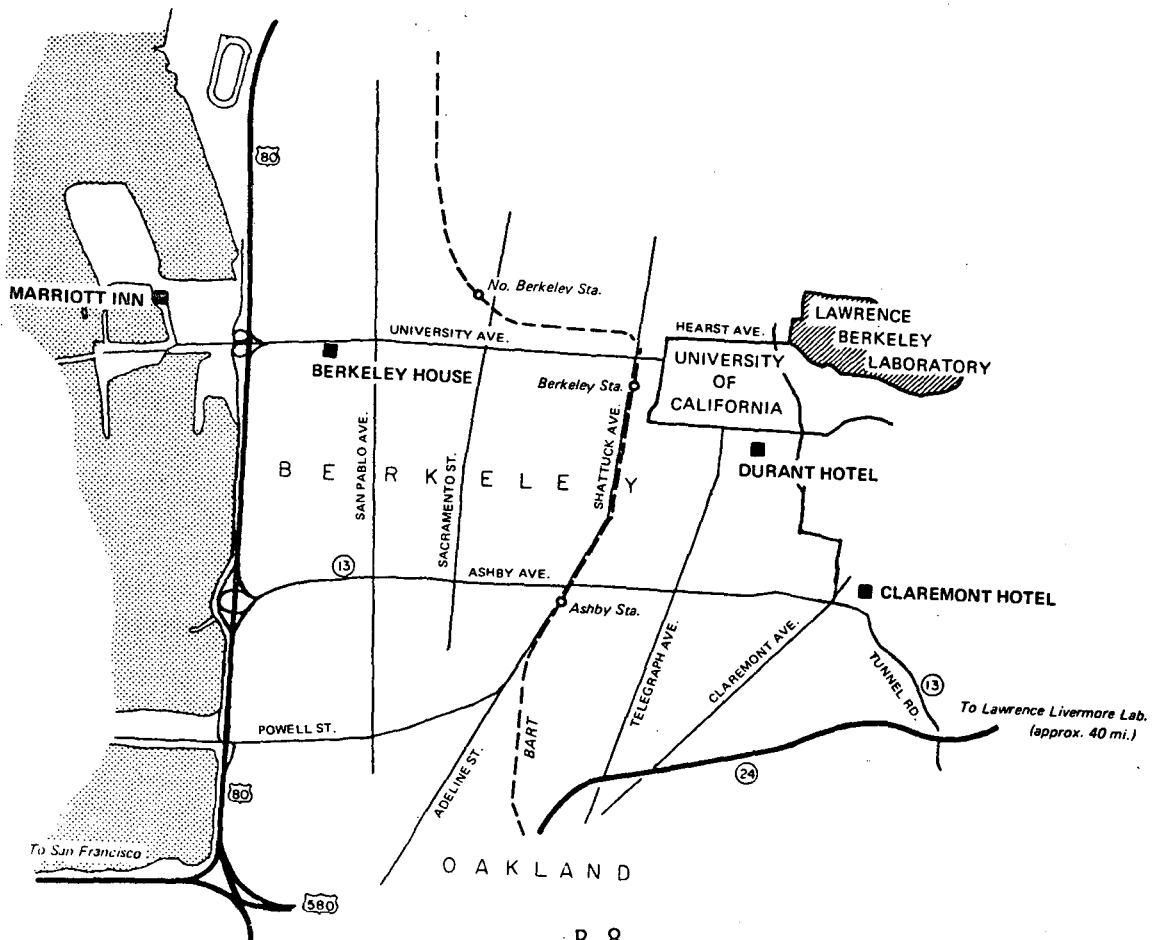 80
MARRIOTT INN
No. Berkeley Sta.
UNIVERSITY AVE.
HEARST AVE.
LAWRENCE
BERKELEY
LABORATORY
BERKELEY HOUSE
Berkeley Sta.
UNIVERSITY
OF
CALIFORNIA
SHATTUCK AVE.
SAN PABLO AVE.
SACRAMENTO ST.
BERKELEY
DURANT HOTEL
13
ASHBY AVE.
Ashby Sta.
CLAREMONT HOTEL
TELEGRAPH AVE.
CLAREMONT AVE.
TUNNEL RD.
13
To Lawrence Livermore Lab.
(approx. 40 mi.)
POWELL ST.
ADELINE ST.
BART
24
80
To San Francisco
OAKLAND
580